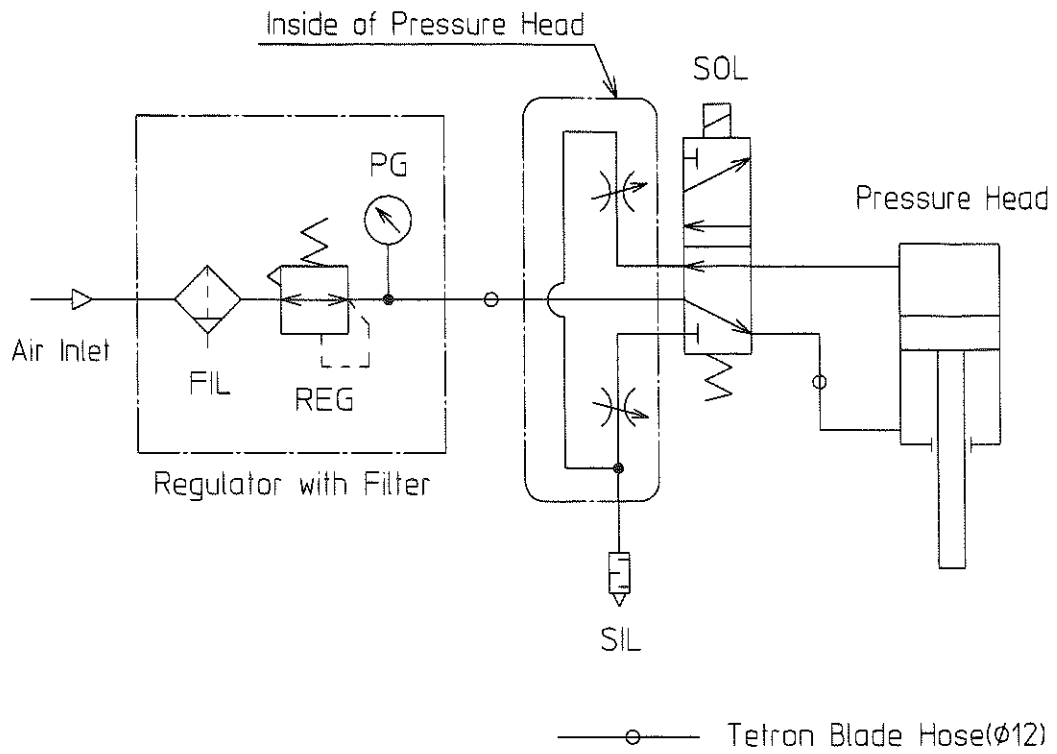 Inside of Pressure Head
SOL
PG
Pressure Head
Air Inlet
FIL
REG
Regulator with Filter
SIL
Tetron Blade Hose(φ12)